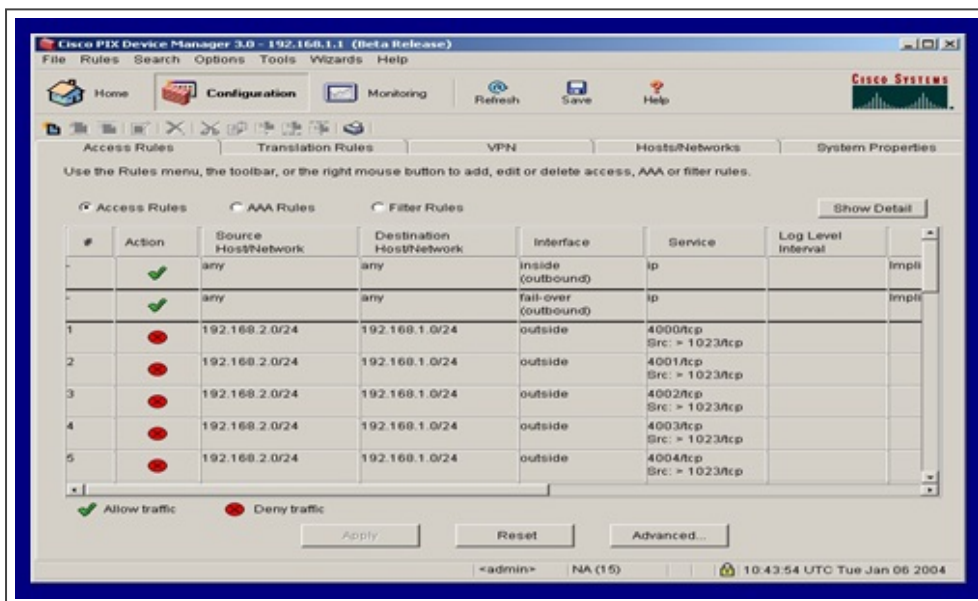 Cisco PIX Device Manager 3.0 - 192.168.1.1 (Beta Release)
File Rules Search Options Tools Wizards Help
Home Configuration Monitoring Refresh Save Help
CISCO SYSTEMS
Access Rules Translation Rules VPN Hosts/Networks System Properties
Use the Rules menu, the toolbar, or the right mouse button to add, edit or delete access, AAA or filter rules.
Access Rules AAA Rules Filter Rules Show Detail
# Action Source Host/Network Destination Host/Network Interface Service Log Level Interval
- any any inside (outbound) ip Impli
- any any fail-over (outbound) ip Impli
1 192.168.2.0/24 192.168.1.0/24 outside 4000/tcp
Src: > 1023/tcp
2 192.168.2.0/24 192.168.1.0/24 outside 4001/tcp
Src: > 1023/tcp
3 192.168.2.0/24 192.168.1.0/24 outside 4002/tcp
Src: > 1023/tcp
4 192.168.2.0/24 192.168.1.0/24 outside 4003/tcp
Src: > 1023/tcp
5 192.168.2.0/24 192.168.1.0/24 outside 4004/tcp
Src: > 1023/tcp
Allow traffic Deny traffic
Apply Reset Advanced...
<admin> NA (15) 10:43:54 UTC Tue Jan 06 2004